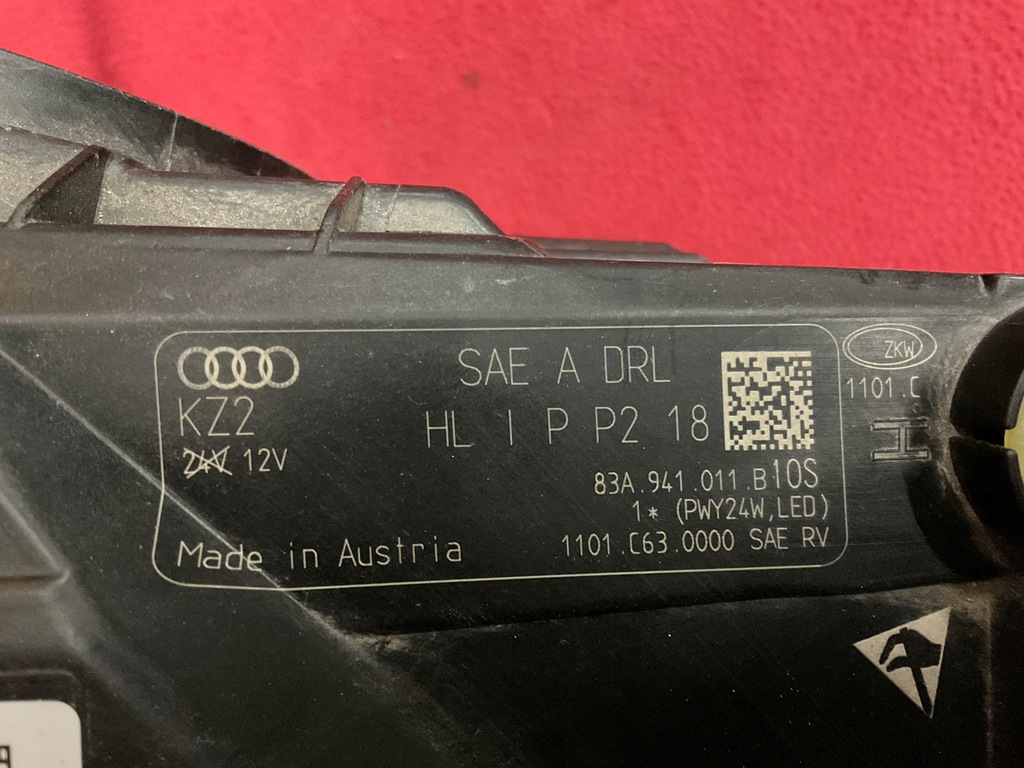 SAE A DRL
KZ2
HL I P P2 18
24V 12V
83A.941.011.B IOS
1* (PWY24W,LED)
Made in Austria
1101.C63.0000 SAE RV
ZKW
1101.C
H